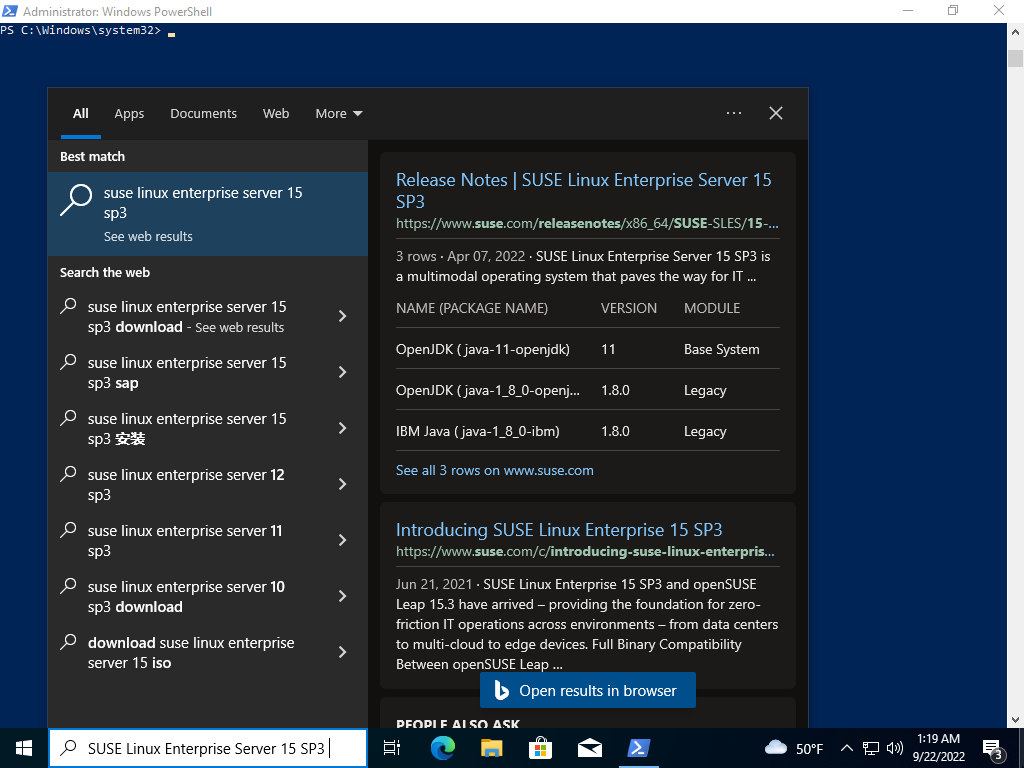 Administrator: Windows PowerShell
PS C:\Windows\system32>
All Apps Documents Web More
Best match
suse linux enterprise server 15
sp3
See web results
Search the web
suse linux enterprise server 15
sp3 download - See web results
suse linux enterprise server 15
sp3 sap
suse linux enterprise server 15
sp3 安装
suse linux enterprise server 12
sp3
suse linux enterprise server 11
sp3
suse linux enterprise server 10
sp3 download
download suse linux enterprise
server 15 iso
Release Notes | SUSE Linux Enterprise Server 15
SP3
https://www.suse.com/releasenotes/x86_64/SUSE-SLES/15-...
3 rows · Apr 07, 2022 · SUSE Linux Enterprise Server 15 SP3 is
a multimodal operating system that paves the way for IT ...
NAME (PACKAGE NAME) VERSION MODULE
OpenJDK (java-11-openjdk) 11 Base System
OpenJDK (java-1_8_0-openj... 1.8.0 Legacy
IBM Java (java-1_8_0-ibm) 1.8.0 Legacy
See all 3 rows on www.suse.com
Introducing SUSE Linux Enterprise 15 SP3
https://www.suse.com/c/introducing-suse-linux-enterpris...
Jun 21, 2021 · SUSE Linux Enterprise 15 SP3 and openSUSE
Leap 15.3 have arrived – providing the foundation for zero-
friction IT operations across environments – from data centers
to multi-cloud to edge devices. Full Binary Compatibility
Between openSUSE Leap ...
Open results in browser
PEOPLE ALSO ASK
SUSE Linux Enterprise Server 15 SP3
50°F
1:19 AM
9/22/2022
3